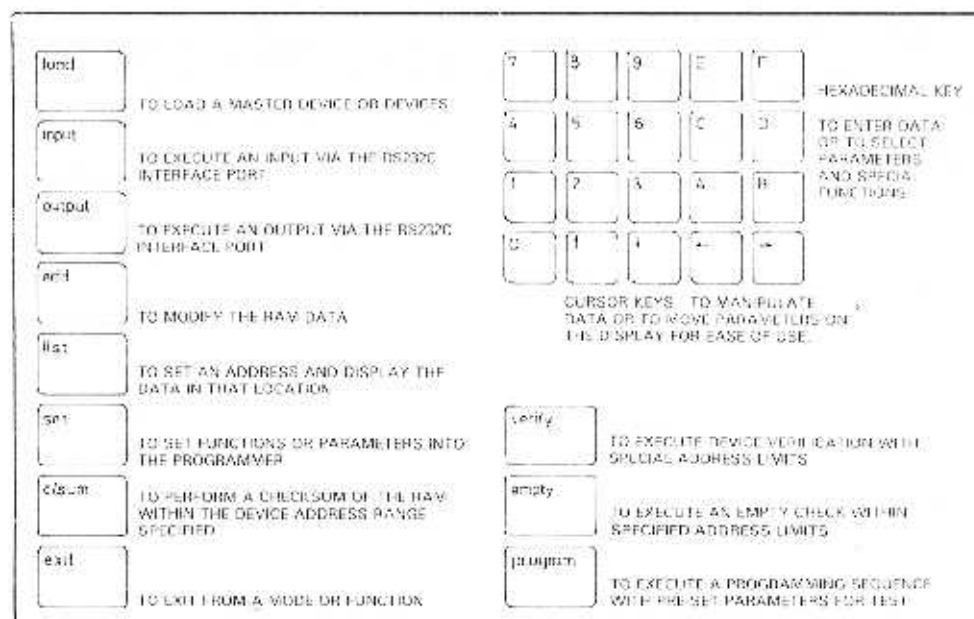 load
TO LOAD A MASTER DEVICE OR DEVICES
input
TO EXECUTE AN INPUT VIA THE RS232C
INTERFACE PORT
output
TO EXECUTE AN OUTPUT VIA THE RS232C
INTERFACE PORT
edit
TO MODIFY THE RAM DATA
list
TO SET AN ADDRESS AND DISPLAY THE
DATA IN THAT LOCATION
set
TO SET FUNCTIONS OR PARAMETERS INTO
THE PROGRAMMER
c/sum
TO PERFORM A CHECKSUM OF THE RAM
WITHIN THE DEVICE ADDRESS RANGE
SPECIFIED
exit
TO EXIT FROM A MODE OR FUNCTION
7 8 9 E F
4 5 6 C D
1 2 3 A B
0 ↑ ↓ ← →
HEXADECIMAL KEY
TO ENTER DATA
OR TO SELECT
PARAMETERS
AND SPECIAL
FUNCTIONS
CURSOR KEYS TO MANIPULATE
DATA OR TO MOVE PARAMETERS ON
THE DISPLAY FOR EASE OF USE.
verify
TO EXECUTE DEVICE VERIFICATION WITH
SPECIAL ADDRESS LIMITS
empty
TO EXECUTE AN EMPTY CHECK WITHIN
SPECIFIED ADDRESS LIMITS
program
TO EXECUTE A PROGRAMMING SEQUENCE
WITH PRE-SET PARAMETERS FOR TEST